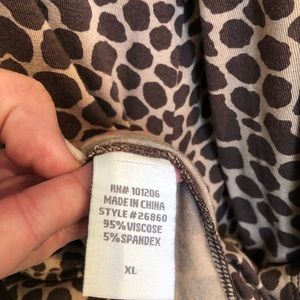 RN# 101206
MADE IN CHINA
STYLE #26860
95% VISCOSE
5% SPANDEX
XL